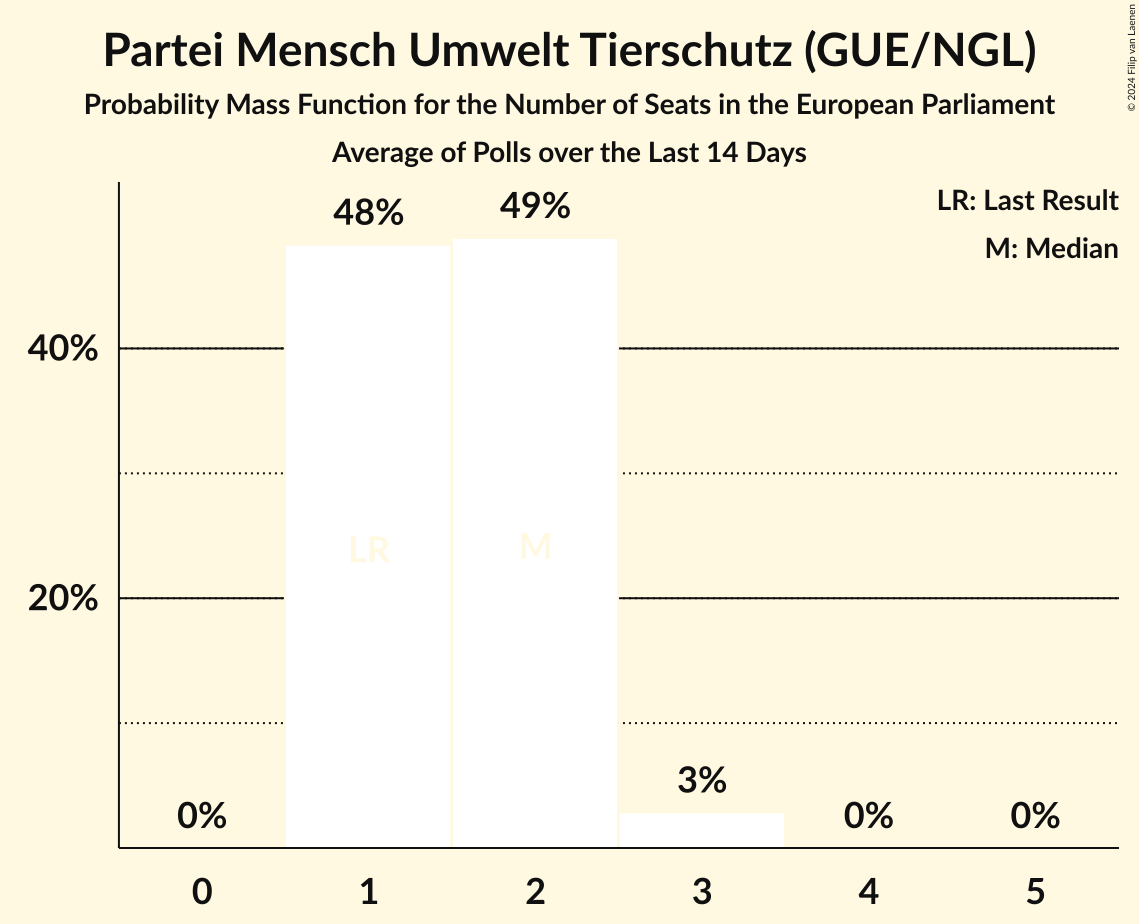 Partei Mensch Umwelt Tierschutz (GUE/NGL)
Probability Mass Function for the Number of Seats in the European Parliament
Average of Polls over the Last 14 Days
© 2024 Filip van Laenen
LR: Last Result
M: Median
48%
49%
40%
LR
M
20%
3%
0%
0%
0%
0
1
2
3
4
5